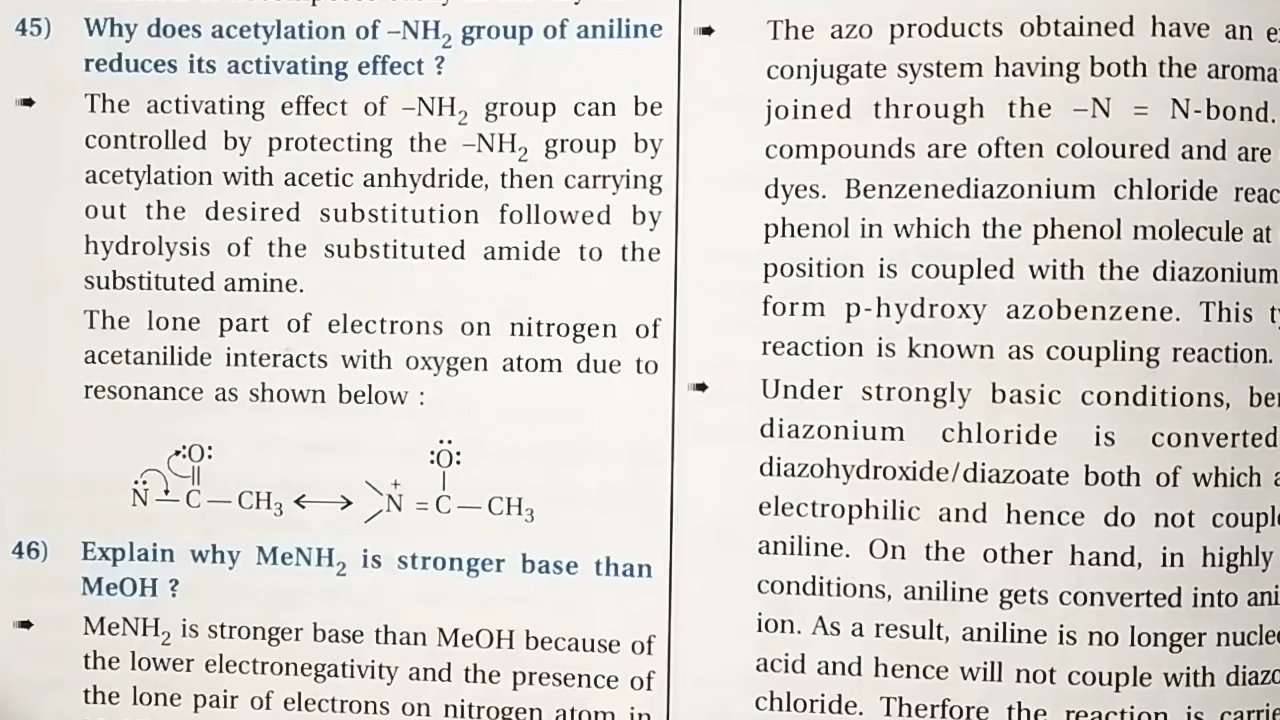 45) Why does acetylation of –NH₂ group of aniline
reduces its activating effect ?
The activating effect of –NH₂ group can be
controlled by protecting the –NH₂ group by
acetylation with acetic anhydride, then carrying
out the desired substitution followed by
hydrolysis of the substituted amide to the
substituted amine.
The lone part of electrons on nitrogen of
acetanilide interacts with oxygen atom due to
resonance as shown below :
:O: :Ö:
N̈ — C — CH₃ ⟷ >N⁺ = C — CH₃
46) Explain why MeNH₂ is stronger base than
MeOH ?
MeNH₂ is stronger base than MeOH because of
the lower electronegativity and the presence of
the lone pair of electrons on nitrogen atom in
The azo products obtained have an
conjugate system having both the
joined through the –N = N-bond.
compounds are often coloured and are
dyes. Benzenediazonium chloride
phenol in which the phenol molecule at
position is coupled with the diazonium
form p-hydroxy azobenzene. This
reaction is known as coupling reaction.
Under strongly basic conditions,
diazonium chloride is converted
diazohydroxide/diazoate both of which
electrophilic and hence do not
aniline. On the other hand, in highly
conditions, aniline gets converted into
ion. As a result, aniline is no longer
acid and hence will not couple with
chloride. Therfore the reaction is